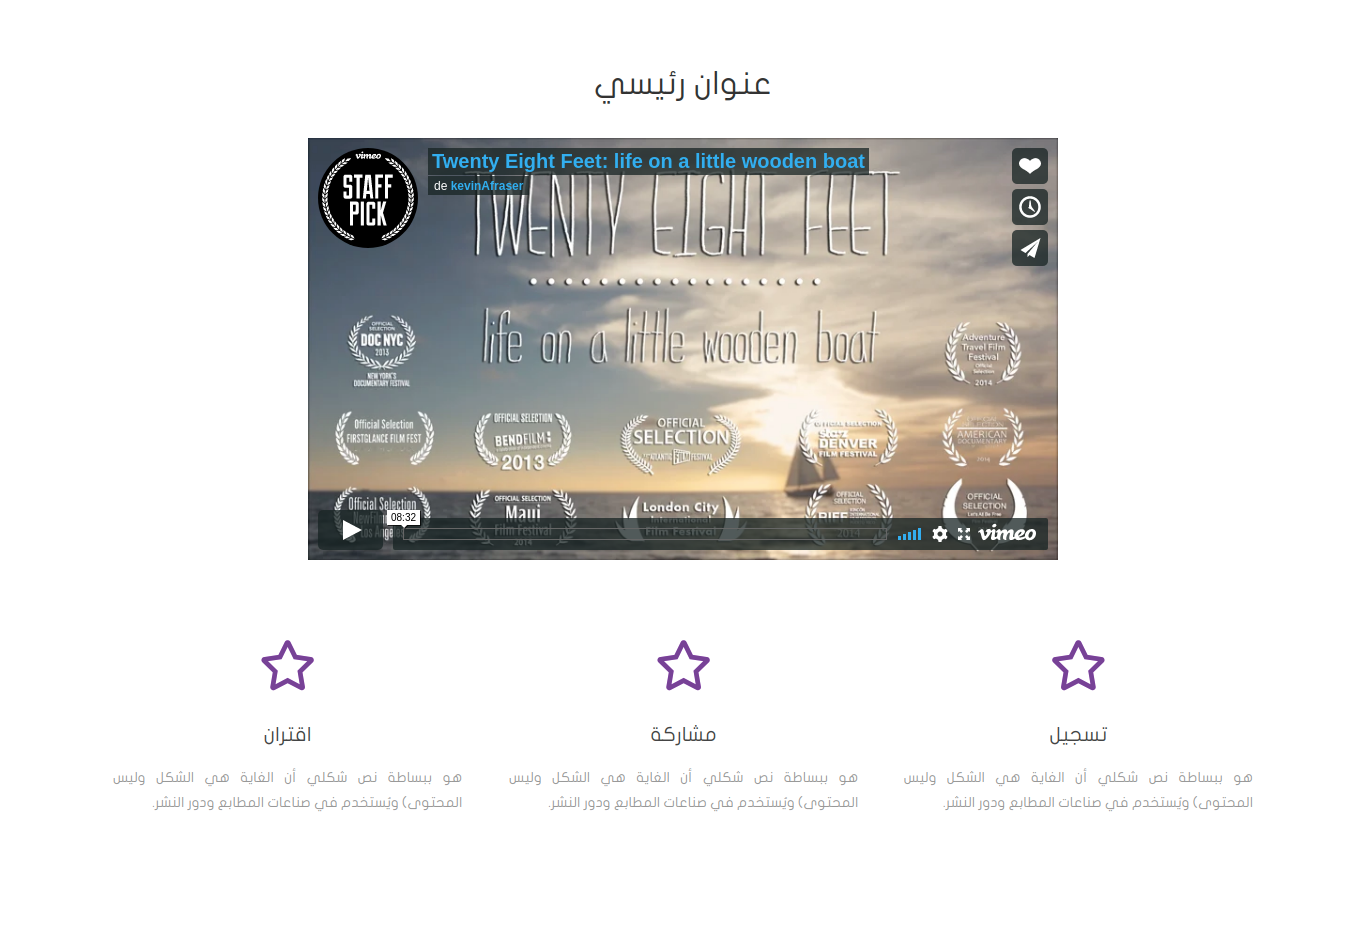 عنوان رئيسي
vimeo
STAFF
PICK
Twenty Eight Feet: life on a little wooden boat
de kevinAfraser
TWENTY EIGHT FEET
life on a little wooden boat
OFFICIAL
SELECTION
DOC NYC
2013
NEW YORK'S
DOCUMENTARY FESTIVAL
Adventure
Travel Film
Festival
Official
Selection
2014
Official Selection
FIRSTGLANCE FILM FEST
OFFICIAL SELECTION
BENDFILM
2013
OFFICIAL
SELECTION
FILM FESTIVAL
OFFICIAL SELECTION
DENVER
FILM FESTIVAL
AMERICAN
DOCUMENTARY
2014
Official Selection
Los Angeles
OFFICIAL SELECTION
Maui
Film Festival
2014
London City
International
Film Festival
OFFICIAL
SELECTION
RIFF
2014
OFFICIAL
SELECTION
Let's All Be Free
08:32
vimeo
تسجيل
هو ببساطة نص شكلي أن الغاية هي الشكل وليس
المحتوى) ويُستخدم في صناعات المطابع ودور النشر.
مشاركة
هو ببساطة نص شكلي أن الغاية هي الشكل وليس
المحتوى) ويُستخدم في صناعات المطابع ودور النشر.
اقتران
هو ببساطة نص شكلي أن الغاية هي الشكل وليس
المحتوى) ويُستخدم في صناعات المطابع ودور النشر.